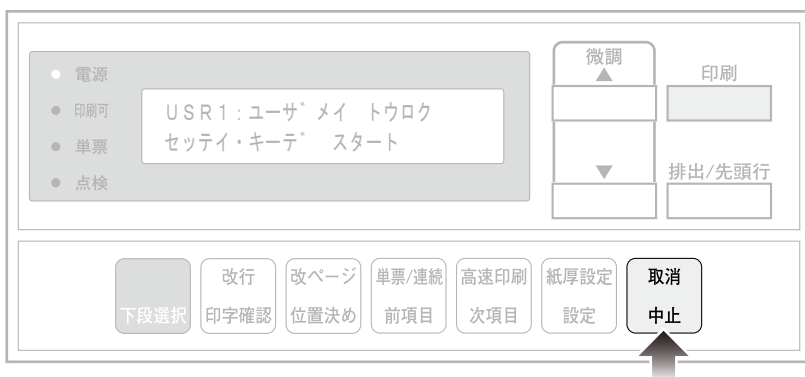 電源
印刷可
単票
点検
USR1:ユーザ゛メイ トウロク
セッテイ・キーデ゛ スタート
微調
▲
▼
印刷
排出/先頭行
下段選択
改行
印字確認
改ページ
位置決め
単票/連続
前項目
高速印刷
次項目
紙厚設定
設定
取消
中止